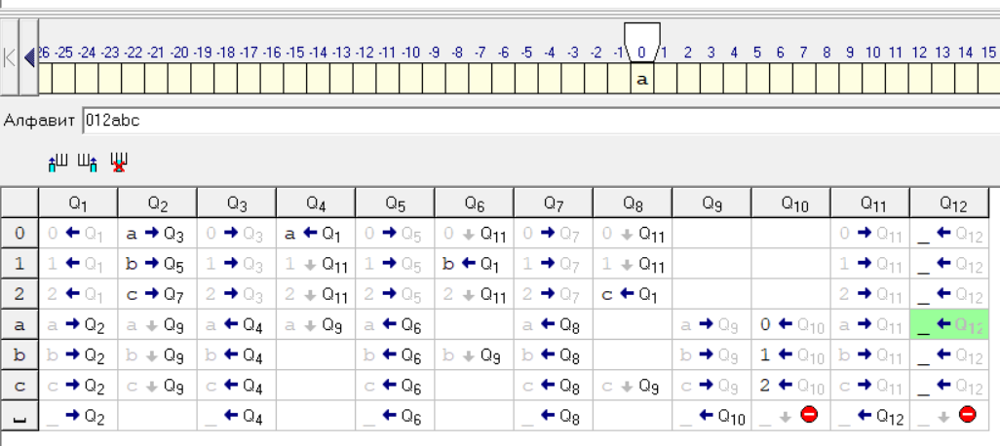 26 -25 -24 -23 -22 -21 -20 -19 -18 -17 -16 -15 -14 -13 -12 -11 -10 -9 -8 -7 -6 -5 -4 -3 -2 -1 0 1 2 3 4 5 6 7 8 9 10 11 12 13 14 15
a
Алфавит 012abc
Q1 Q2 Q3 Q4 Q5 Q6 Q7 Q8 Q9 Q10 Q11 Q12
0 0 ← Q1 a → Q3 0 → Q3 a ← Q1 0 → Q5 0 ↓ Q11 0 → Q7 0 ↓ Q11 0 → Q11 _ ← Q12
1 1 ← Q1 b → Q5 1 → Q3 1 ↓ Q11 1 → Q5 b ← Q1 1 → Q7 1 ↓ Q11 1 → Q11 _ ← Q12
2 2 ← Q1 c → Q7 2 → Q3 2 ↓ Q11 2 → Q5 2 ↓ Q11 2 → Q7 c ← Q1 2 → Q11 _ ← Q12
a a → Q2 a ↓ Q9 a ← Q4 a ↓ Q9 a ← Q6 a ← Q8 a → Q9 0 ← Q10 a → Q11 _ ← Q12
b b → Q2 b ↓ Q9 b ← Q4 b ← Q6 b ↓ Q9 b ← Q8 b → Q9 1 ← Q10 b → Q11 _ ← Q12
c c → Q2 c ↓ Q9 c ← Q4 c ← Q6 c ← Q8 c ↓ Q9 c → Q9 2 ← Q10 c → Q11 _ ← Q12
_ _ → Q2 _ ← Q4 _ ← Q6 _ ← Q8 _ ← Q10 _ ↓ _ ← Q12 _ ↓